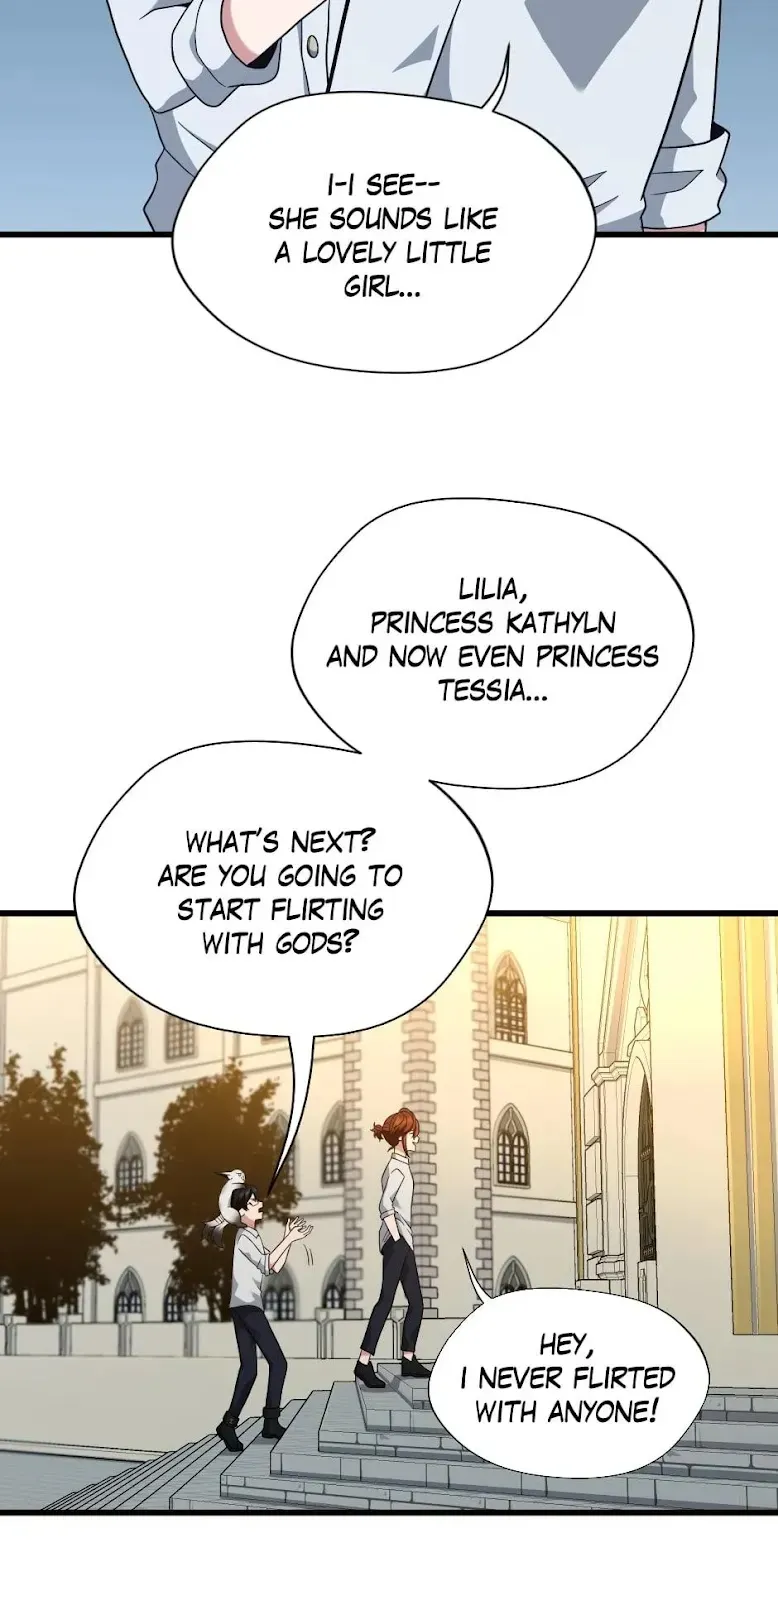 I-I SEE--
SHE SOUNDS LIKE
A LOVELY LITTLE
GIRL...
LILIA,
PRINCESS KATHYLN
AND NOW EVEN PRINCESS
TESSIA...
WHAT'S NEXT?
ARE YOU GOING TO
START FLIRTING
WITH GODS?
HEY,
I NEVER FLIRTED
WITH ANYONE!